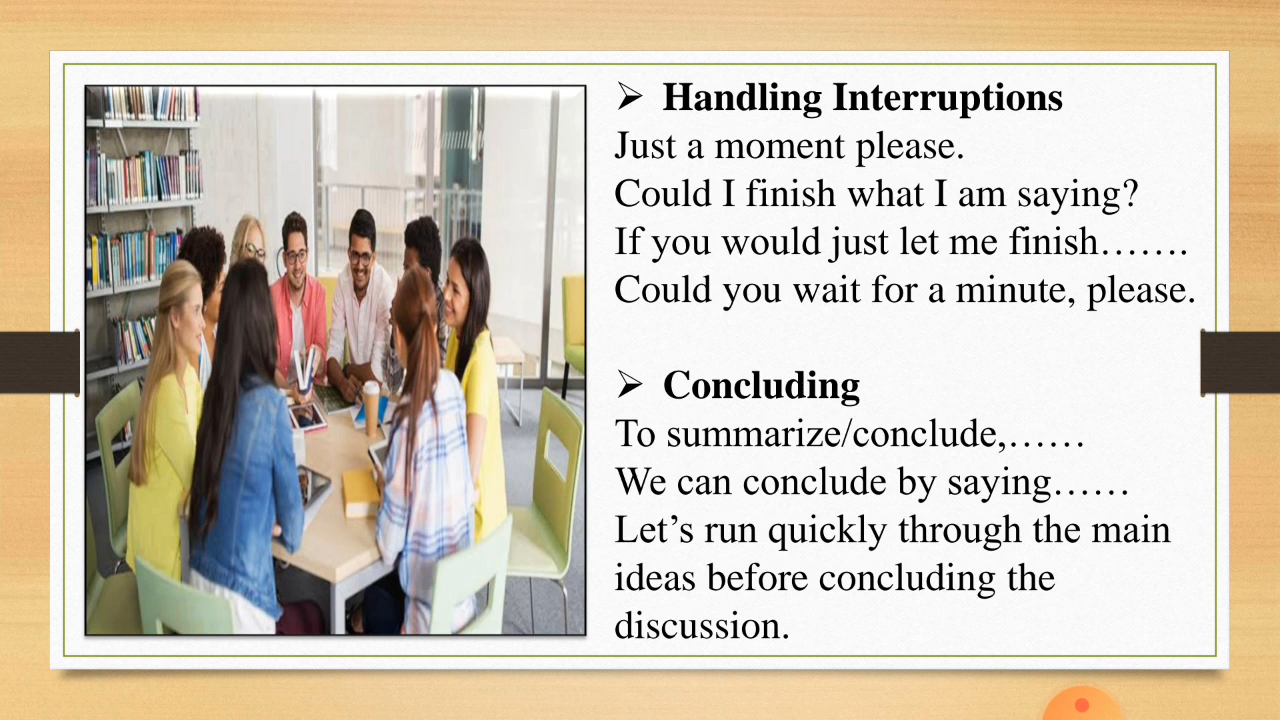 ➢ Handling Interruptions
Just a moment please.
Could I finish what I am saying?
If you would just let me finish…….
Could you wait for a minute, please.
➢ Concluding
To summarize/conclude,……
We can conclude by saying……
Let’s run quickly through the main
ideas before concluding the
discussion.